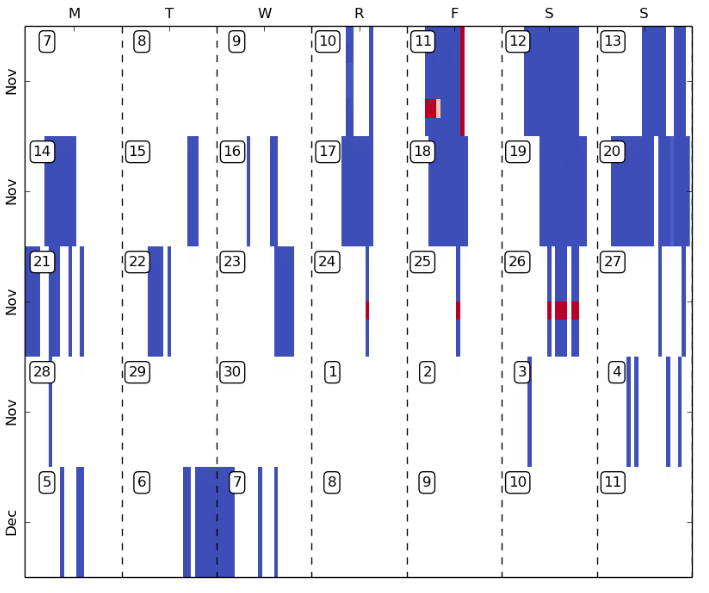 M T W R F S S
Nov 7 8 9 10 11 12 13
Nov 14 15 16 17 18 19 20
Nov 21 22 23 24 25 26 27
Nov 28 29 30 1 2 3 4
Dec 5 6 7 8 9 10 11